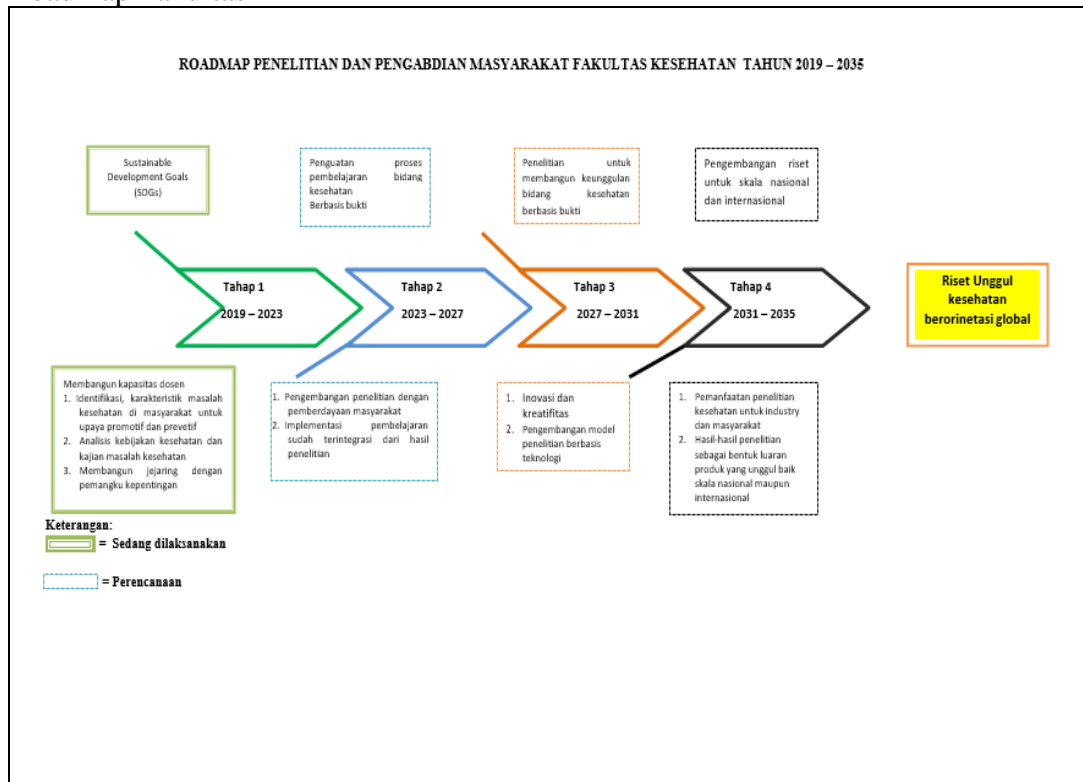 ROADMAP PENELITIAN DAN PENGABDIAN MASYARAKAT FAKULTAS KESEHATAN TAHUN 2019 – 2035
Sustainable
Development Goals
(SDGs)
Penguatan proses
pembelajaran bidang
kesehatan
Berbasis bukti
Penelitian untuk
membangun keunggulan
bidang kesehatan
berbasis bukti
Pengembangan riset
untuk skala nasional
dan internasional
Tahap 1
2019 – 2023
Tahap 2
2023 – 2027
Tahap 3
2027 – 2031
Tahap 4
2031 – 2035
Riset Unggul
kesehatan
berorinetasi global
Membangun kapasitas dosen
1. Identifikasi, karakteristik masalah
kesehatan di masyarakat untuk
upaya promotif dan prevetif
2. Analisis kebijakan kesehatan dan
kajian masalah kesehatan
3. Membangun jejaring dengan
pemangku kepentingan
1. Pengembangan penelitian dengan
pemberdayaan masyarakat
2. Implementasi pembelajaran
sudah terintegrasi dari hasil
penelitian
1. Inovasi dan
kreatifitas
2. Pengembangan model
penelitian berbasis
teknologi
1. Pemanfaatan penelitian
kesehatan untuk industry
dan masyarakat
2. Hasil-hasil penelitian
sebagai bentuk luaran
produk yang unggul baik
skala nasional maupun
internasional
Keterangan:
= Sedang dilaksanakan
= Perencanaan